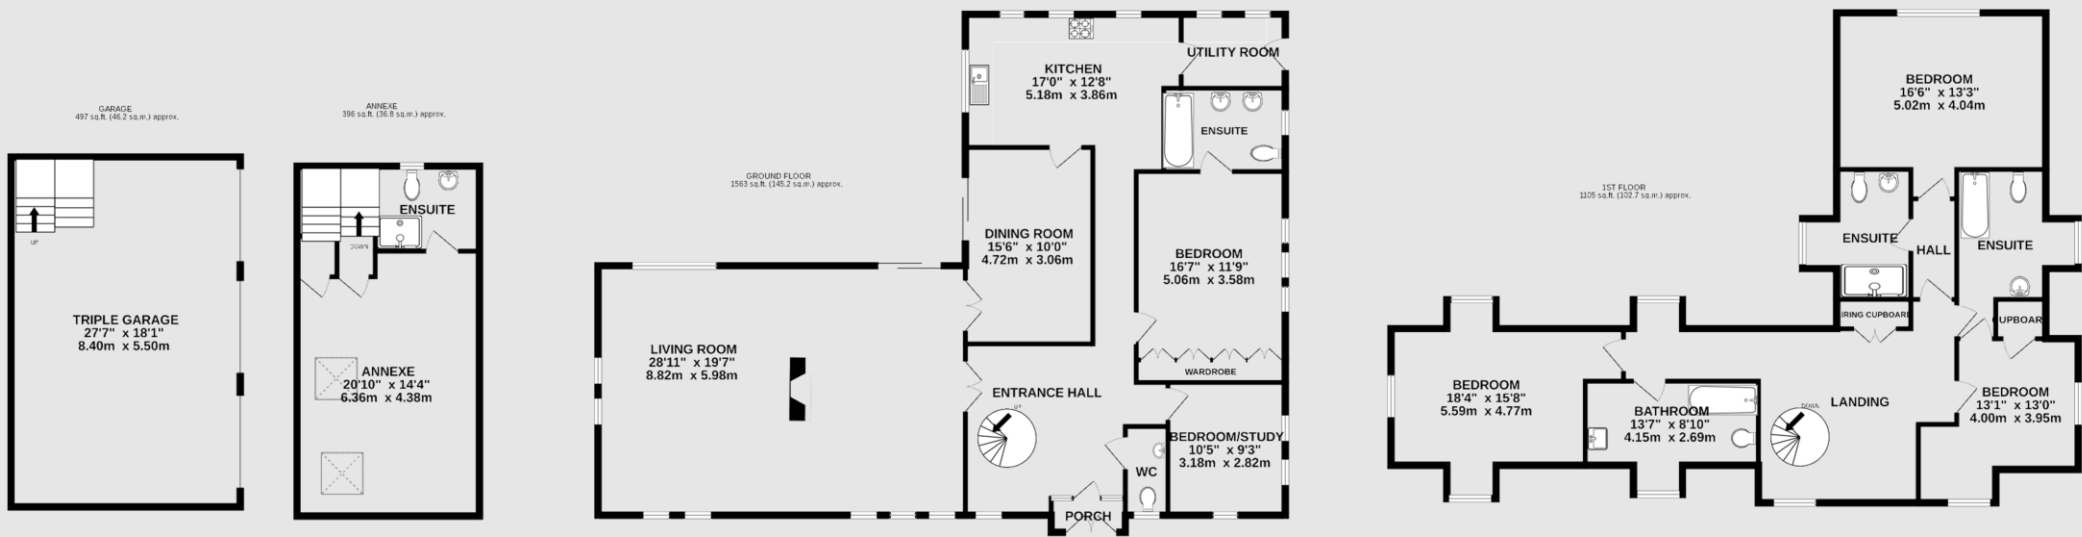 GARAGE
497 sq.ft. (46.2 sq.m.) approx.
UP
TRIPLE GARAGE
27'7" x 18'1"
8.40m x 5.50m
ANNEXE
396 sq.ft. (36.8 sq.m.) approx.
ENSUITE
DOWN
ANNEXE
20'10" x 14'4"
6.36m x 4.38m
GROUND FLOOR
1563 sq.ft. (145.2 sq.m.) approx.
KITCHEN
17'0" x 12'8"
5.18m x 3.86m
UTILITY ROOM
ENSUITE
DINING ROOM
15'6" x 10'0"
4.72m x 3.06m
BEDROOM
16'7" x 11'9"
5.06m x 3.58m
LIVING ROOM
28'11" x 19'7"
8.82m x 5.98m
WARDROBE
ENTRANCE HALL
UP
BEDROOM/STUDY
10'5" x 9'3"
3.18m x 2.82m
WC
PORCH
1ST FLOOR
1105 sq.ft. (102.7 sq.m.) approx.
BEDROOM
16'6" x 13'3"
5.02m x 4.04m
ENSUITE
HALL
ENSUITE
IRING CUPBOARD
CUPBOAR
BEDROOM
18'4" x 15'8"
5.59m x 4.77m
BATHROOM
13'7" x 8'10"
4.15m x 2.69m
LANDING
DOWN
BEDROOM
13'1" x 13'0"
4.00m x 3.95m